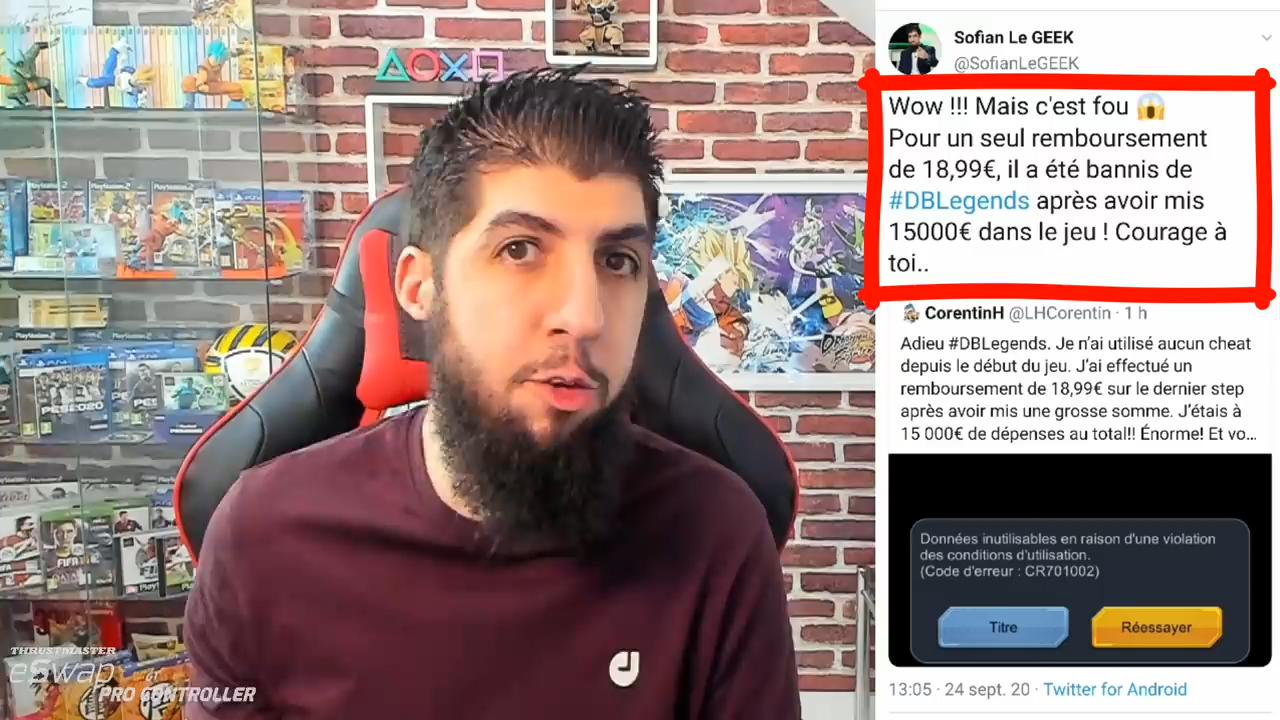 Sofian Le GEEK
@SofianLeGEEK
Wow !!! Mais c'est fou 😱
Pour un seul remboursement
de 18,99€, il a été bannis de
#DBLegends après avoir mis
15000€ dans le jeu ! Courage à
toi..
CorentinH @LHCorentin · 1 h
Adieu #DBLegends. Je n'ai utilisé aucun cheat
depuis le début du jeu. J'ai effectué un
remboursement de 18,99€ sur le dernier step
après avoir mis une grosse somme. J'étais à
15 000€ de dépenses au total!! Énorme! Et vo...
Données inutilisables en raison d'une violation
des conditions d'utilisation.
(Code d'erreur : CR701002)
Titre
Réessayer
13:05 · 24 sept. 20 · Twitter for Android
PES2020
FIFA
THRUSTMASTER
eSwap
PRO CONTROLLER